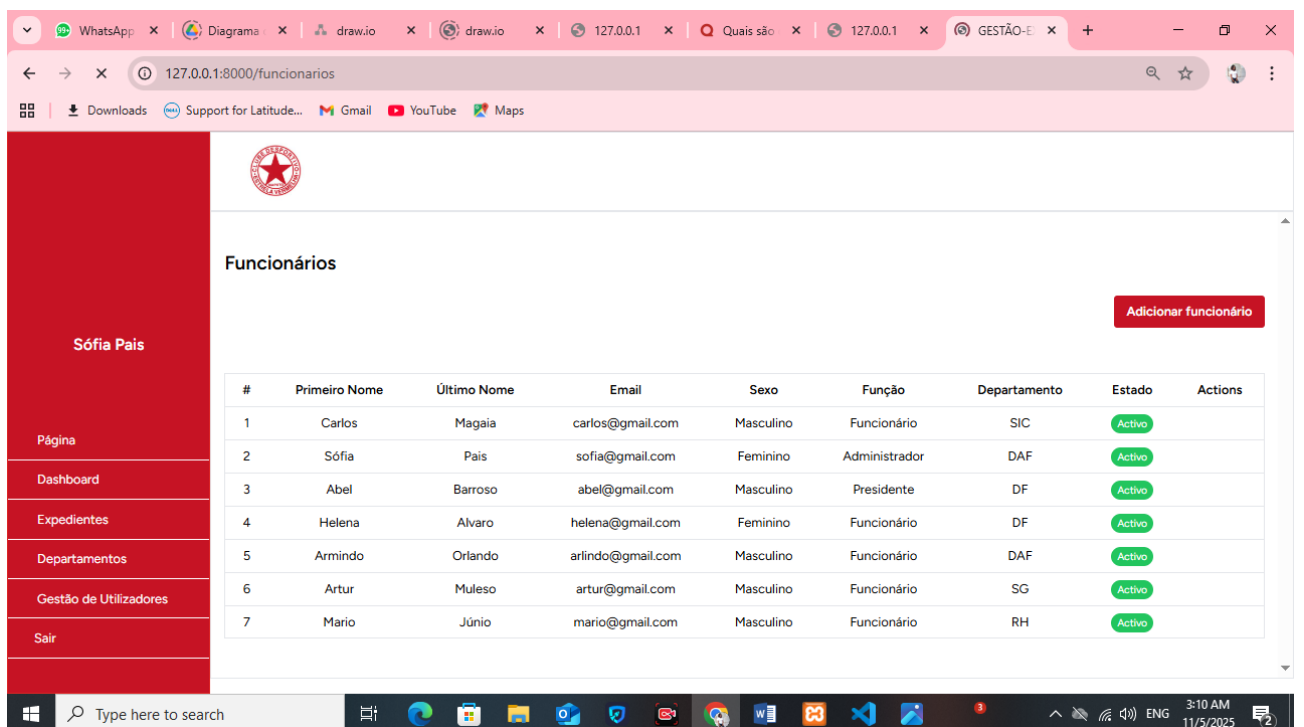 WhatsApp Diagrama draw.io draw.io 127.0.0.1 Quais são 127.0.0.1 GESTÃO-E
127.0.0.1:8000/funcionarios
Downloads Support for Latitude... Gmail YouTube Maps
CLUBE DESPORTIVO
ESTRELA VERMELHA
Funcionários
Adicionar funcionário
Sófia Pais
Página
Dashboard
Expedientes
Departamentos
Gestão de Utilizadores
Sair
# Primeiro Nome Último Nome Email Sexo Função Departamento Estado Actions
1 Carlos Magaia carlos@gmail.com Masculino Funcionário SIC Activo
2 Sófia Pais sofia@gmail.com Feminino Administrador DAF Activo
3 Abel Barroso abel@gmail.com Masculino Presidente DF Activo
4 Helena Alvaro helena@gmail.com Feminino Funcionário DF Activo
5 Armindo Orlando arlindo@gmail.com Masculino Funcionário DAF Activo
6 Artur Muleso artur@gmail.com Masculino Funcionário SG Activo
7 Mario Júnio mario@gmail.com Masculino Funcionário RH Activo
Type here to search
3
ENG
3:10 AM
11/5/2025
2